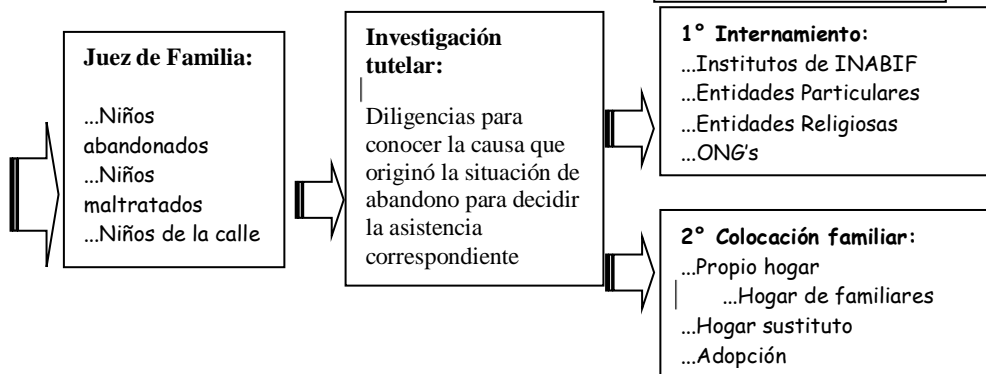 Juez de Familia:
...Niños
abandonados
...Niños
maltratados
...Niños de la calle
Investigación
tutelar:
Diligencias para
conocer la causa que
originó la situación de
abandono para decidir
la asistencia
correspondiente
1° Internamiento:
...Institutos de INABIF
...Entidades Particulares
...Entidades Religiosas
...ONG's
2° Colocación familiar:
...Propio hogar
...Hogar de familiares
...Hogar sustituto
...Adopción